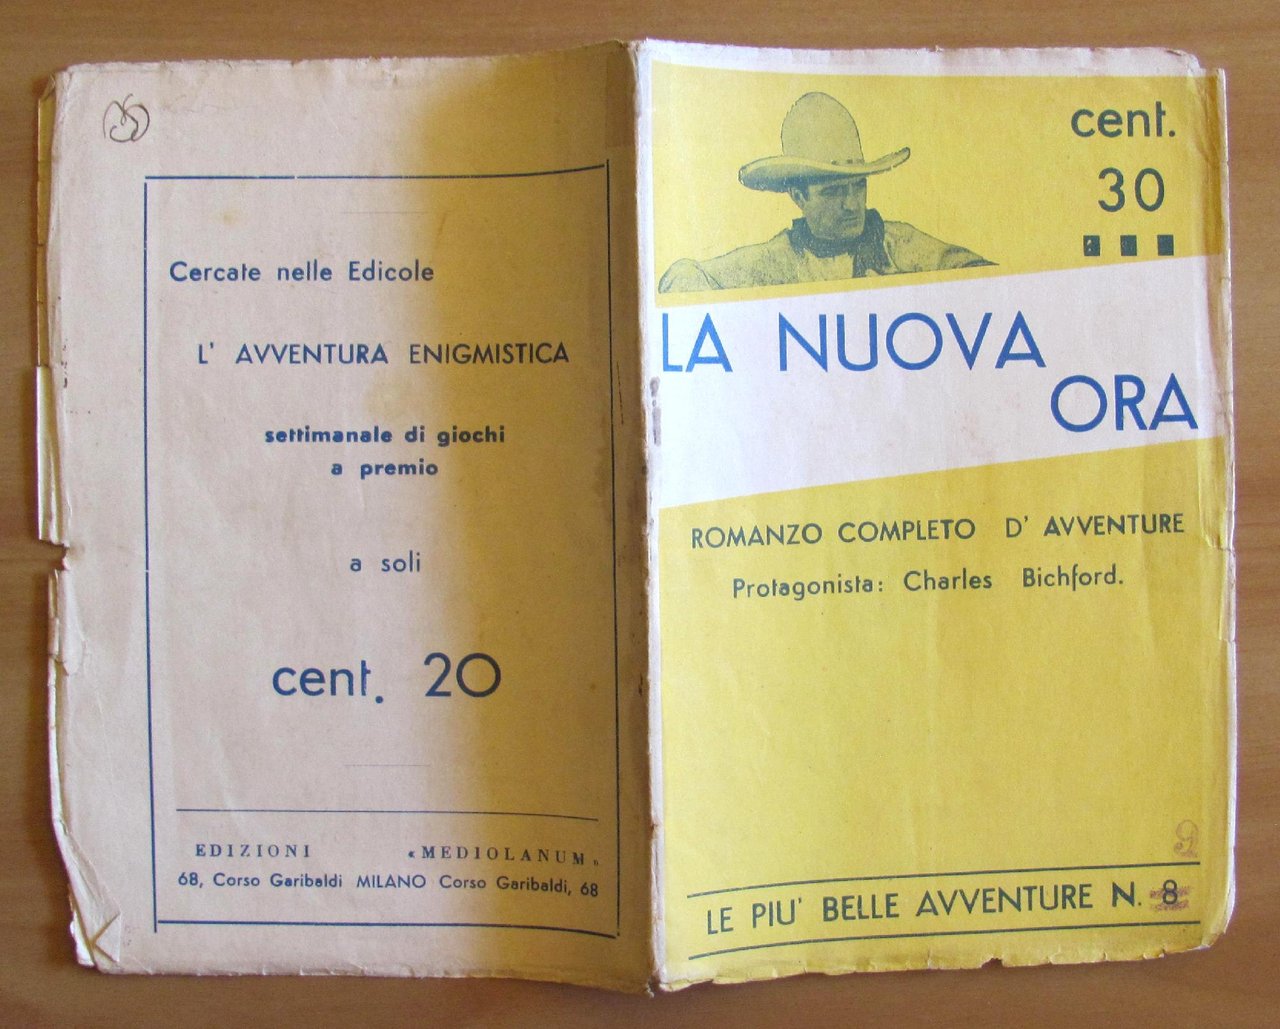 Cercate nelle Edicole
L' AVVENTURA ENIGMISTICA
settimanale di giochi
a premio
a soli
cent. 20
EDIZIONI «MEDIOLANUM»
68, Corso Garibaldi MILANO Corso Garibaldi, 68
cent.
30
LA NUOVA
ORA
ROMANZO COMPLETO D' AVVENTURE
Protagonista: Charles Bichford.
9
LE PIU' BELLE AVVENTURE N. 8